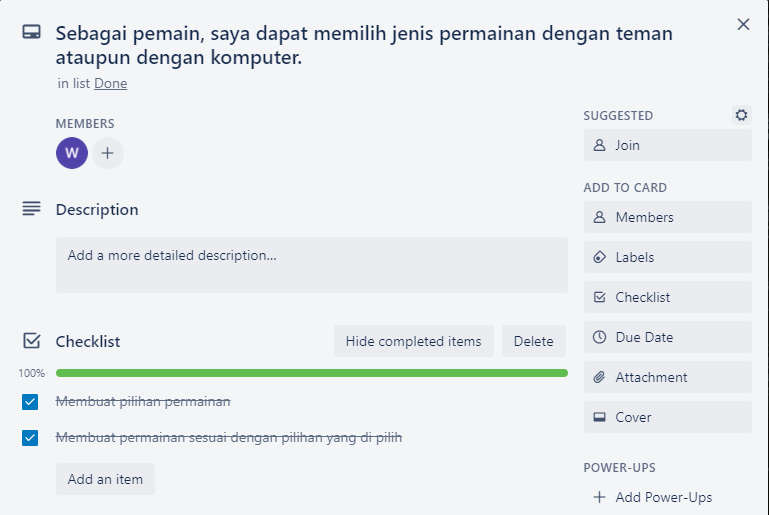 Sebagai pemain, saya dapat memilih jenis permainan dengan teman
ataupun dengan komputer.
in list Done
MEMBERS
W
Description
Add a more detailed description...
Checklist
Hide completed items
Delete
100%
Membuat pilihan permainan
Membuat permainan sesuai dengan pilihan yang di pilih
Add an item
SUGGESTED
Join
ADD TO CARD
Members
Labels
Checklist
Due Date
Attachment
Cover
POWER-UPS
Add Power-Ups